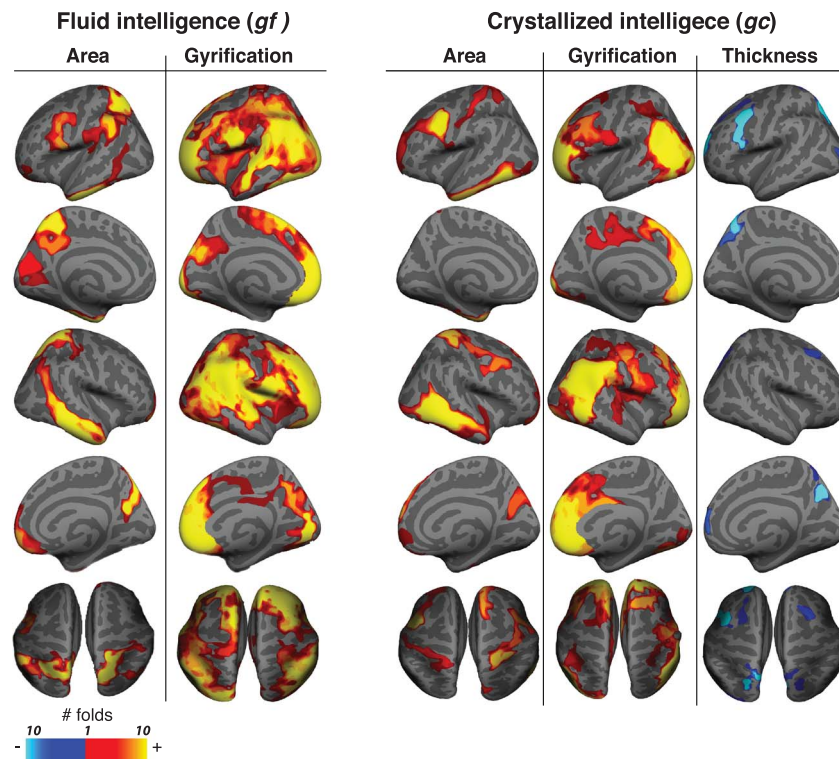 Fluid intelligence (gf ) Crystallized intelligece (gc)
Area Gyrification Area Gyrification Thickness
# folds
10 1 10
- +